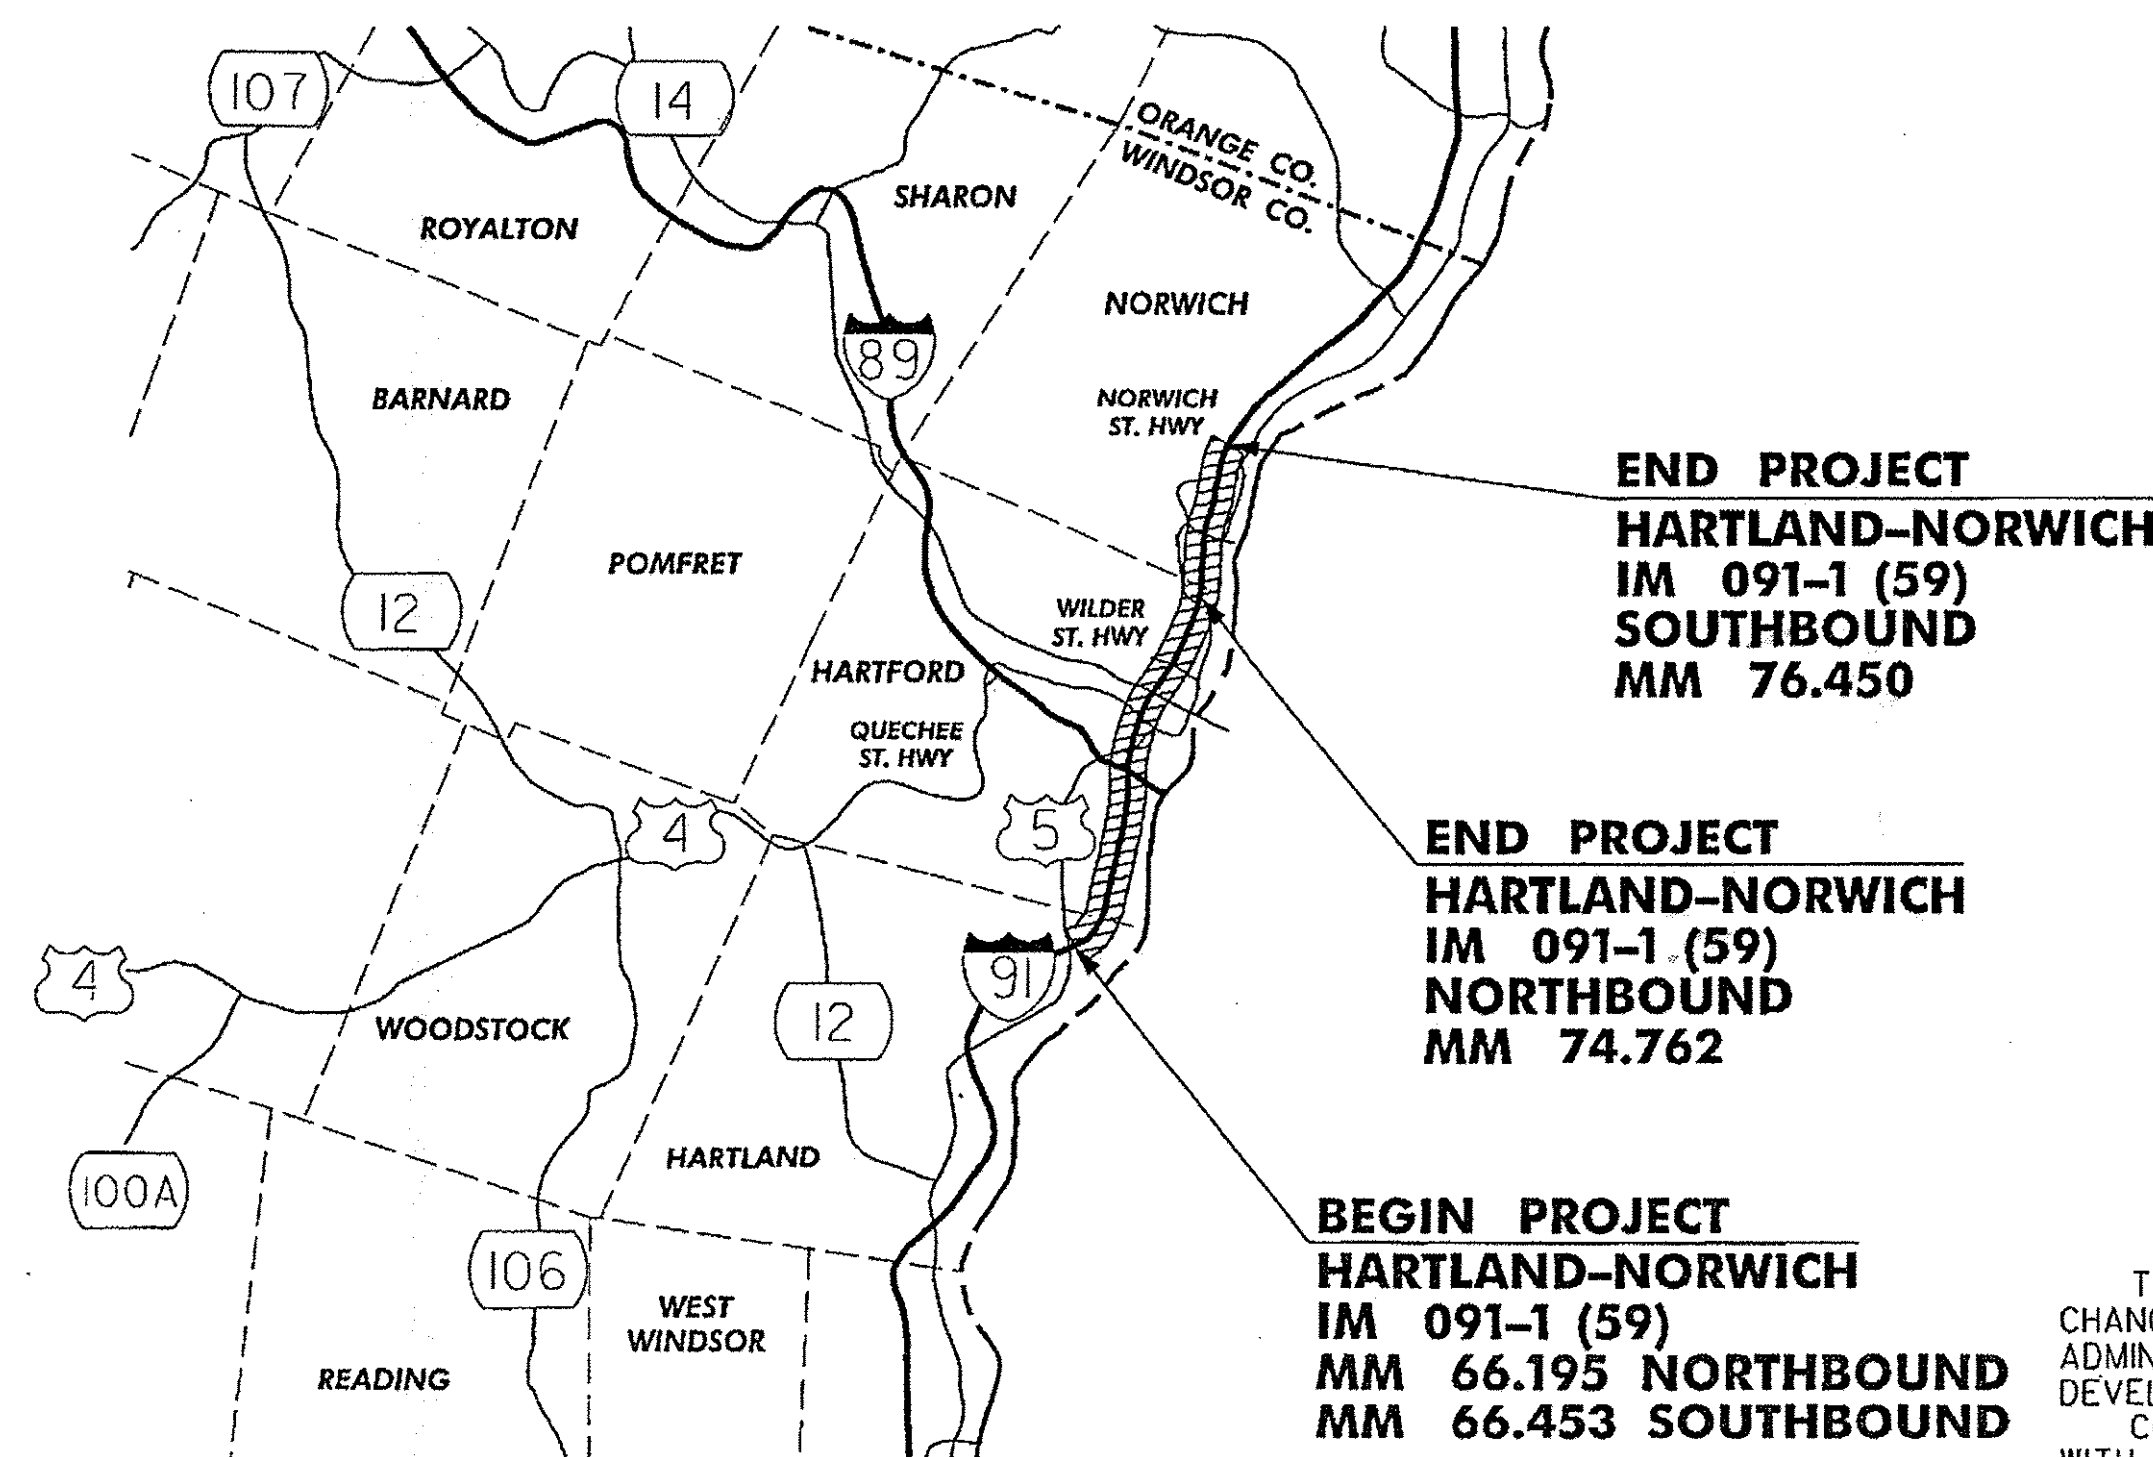 107
14
ORANGE CO.
WINDSOR CO.
SHARON
ROYALTON
NORWICH
89
BARNARD
NORWICH
ST. HWY
END PROJECT
HARTLAND-NORWICH
IM 091-1 (59)
SOUTHBOUND
MM 76.450
POMFRET
12
WILDER
ST. HWY
HARTFORD
QUECHEE
ST. HWY
4
5
END PROJECT
HARTLAND-NORWICH
IM 091-1 (59)
NORTHBOUND
MM 74.762
4
91
12
WOODSTOCK
HARTLAND
100A
106
BEGIN PROJECT
HARTLAND-NORWICH
IM 091-1 (59)
MM 66.195 NORTHBOUND
MM 66.453 SOUTHBOUND
WEST
WINDSOR
READING